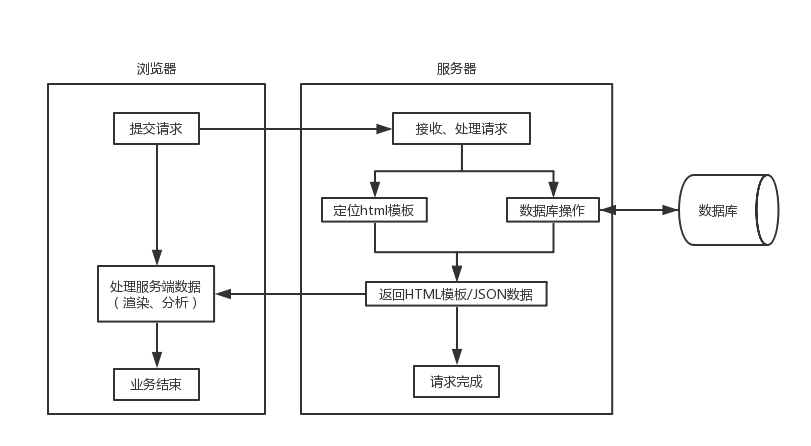 浏览器
服务器
提交请求
接收、处理请求
定位html模板
数据库操作
数据库
处理服务端数据
（渲染、分析）
返回HTML模板/JSON数据
业务结束
请求完成